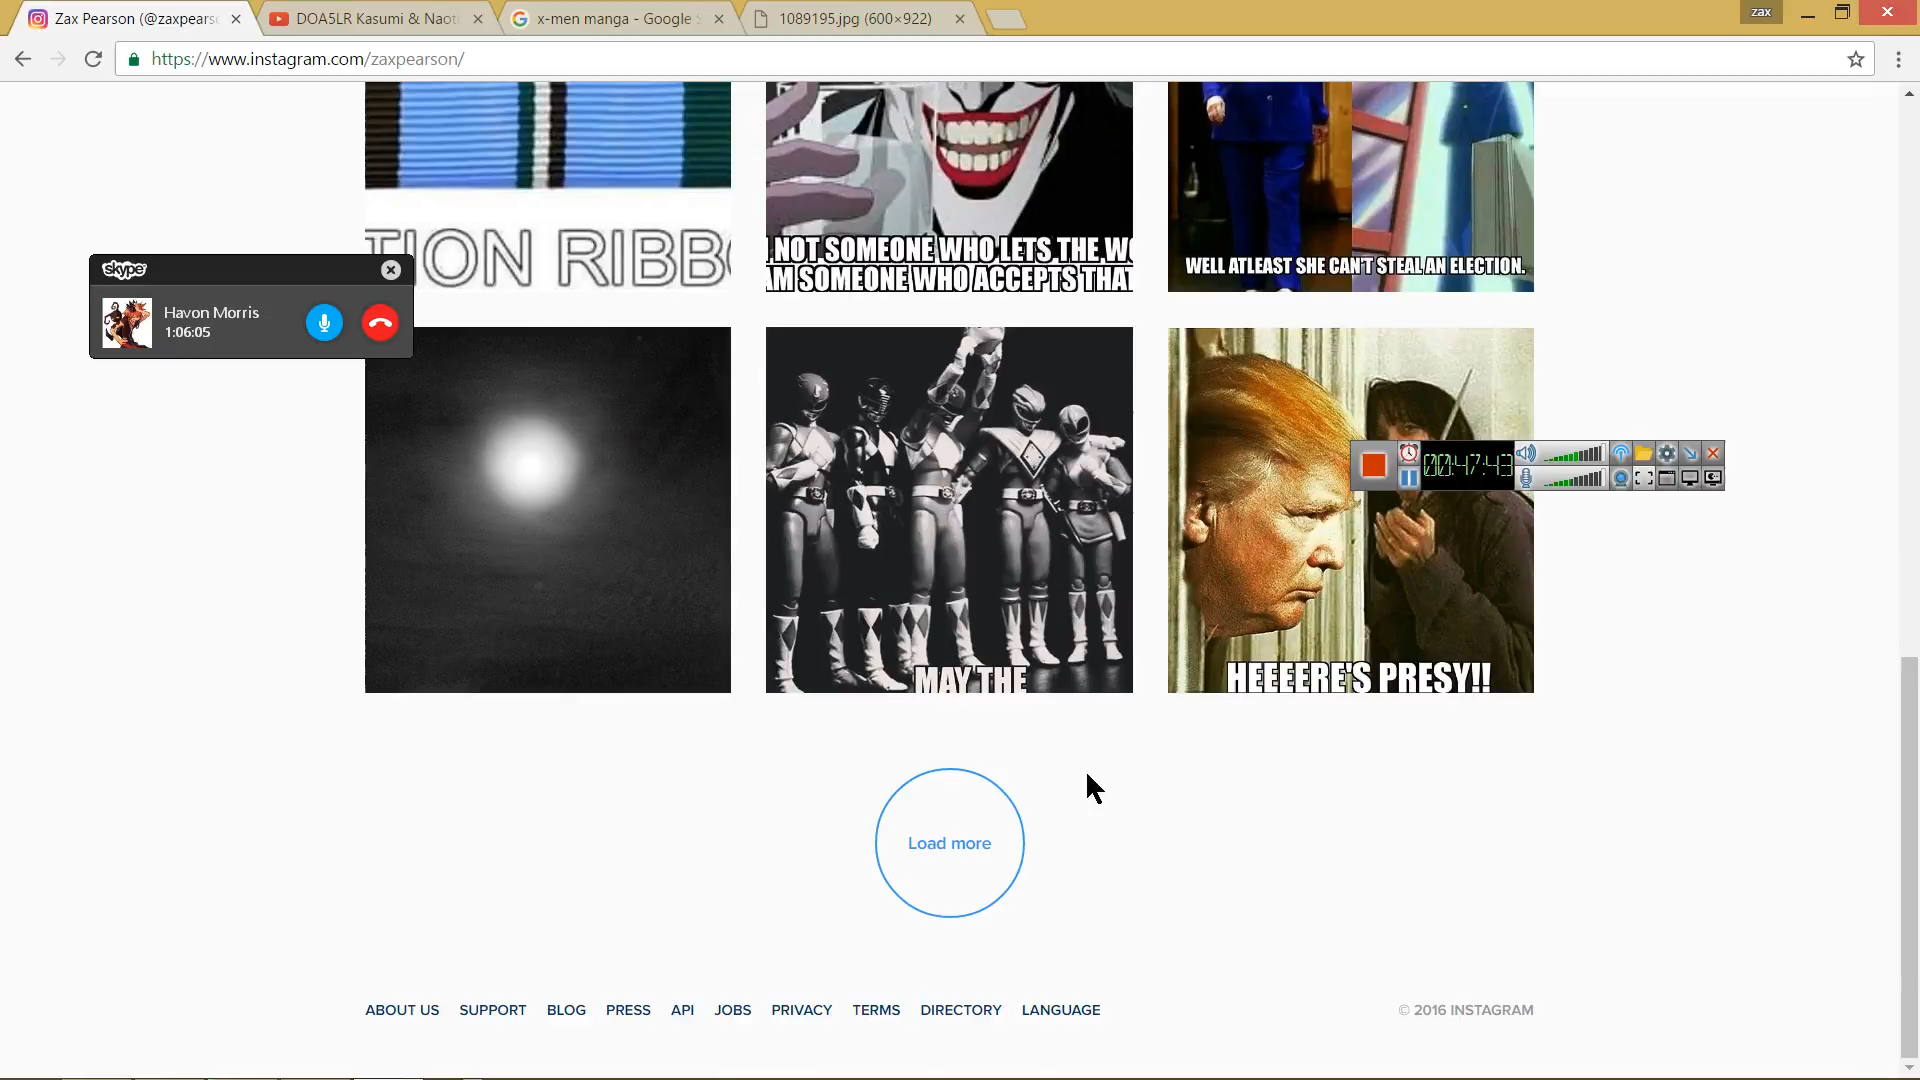 Zax Pearson (@zaxpears
DOA5LR Kasumi & Naot
x-men manga - Google S
1089195.jpg (600×922)
zax
https://www.instagram.com/zaxpearson/
TION RIBB
NOT SOMEONE WHO LETS THE W
AM SOMEONE WHO ACCEPTS THAT
WELL ATLEAST SHE CAN'T STEAL AN ELECTION.
skype
Havon Morris
1:06:05
00:47:43
MAY THE
HEEEERE'S PRESY!!
Load more
ABOUT US SUPPORT BLOG PRESS API JOBS PRIVACY TERMS DIRECTORY LANGUAGE
© 2016 INSTAGRAM